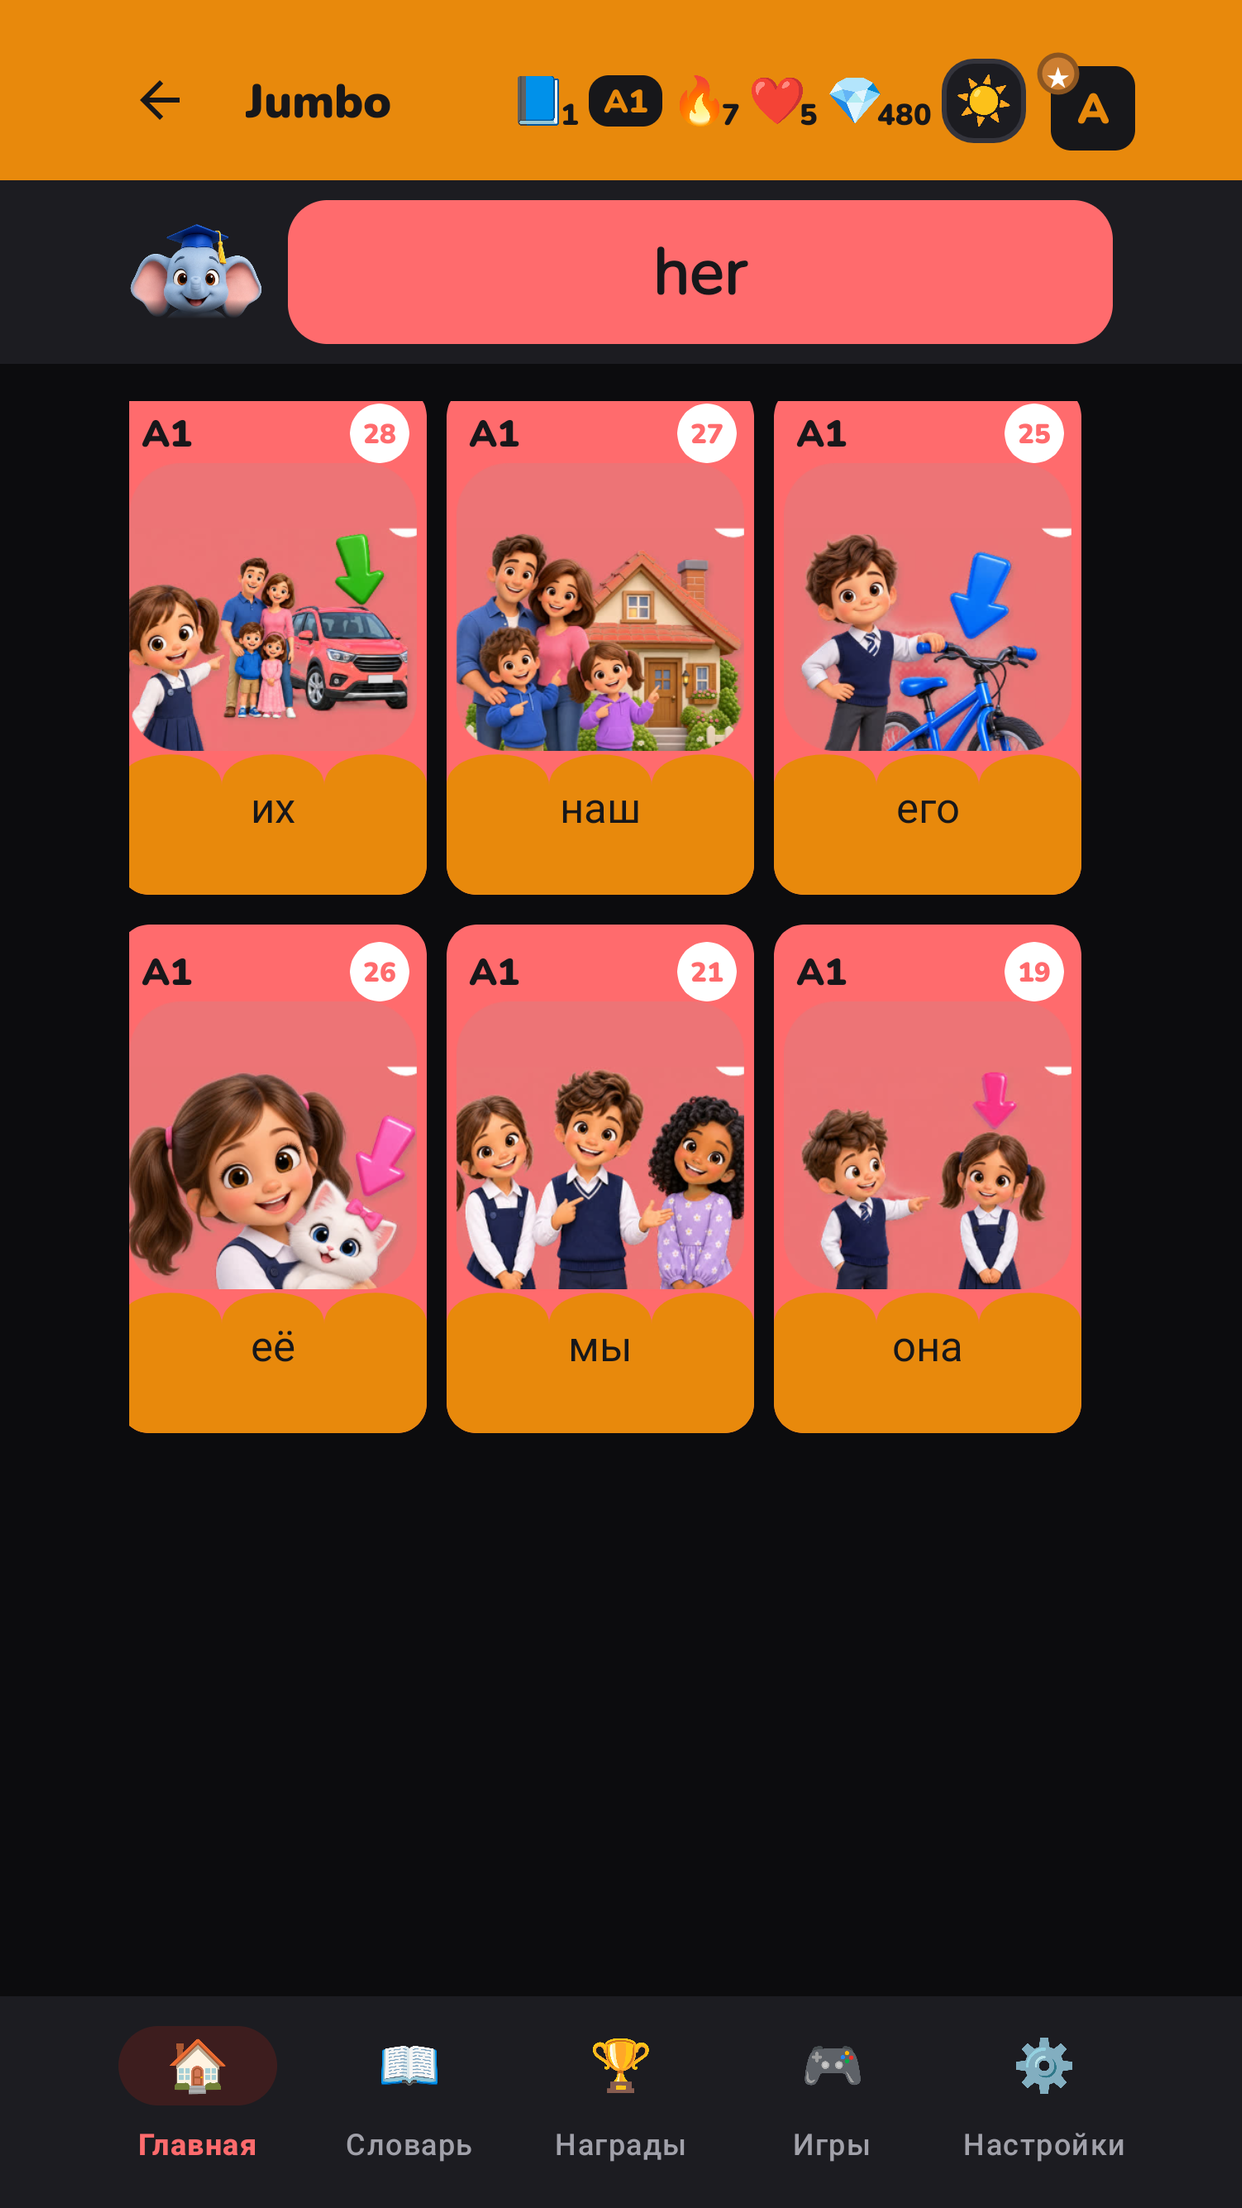 Jumbo
1
A1
7
5
480
A
her
A1
28
A1
27
A1
25
их
наш
его
A1
26
A1
21
A1
19
её
мы
она
Главная
Словарь
Награды
Игры
Настройки